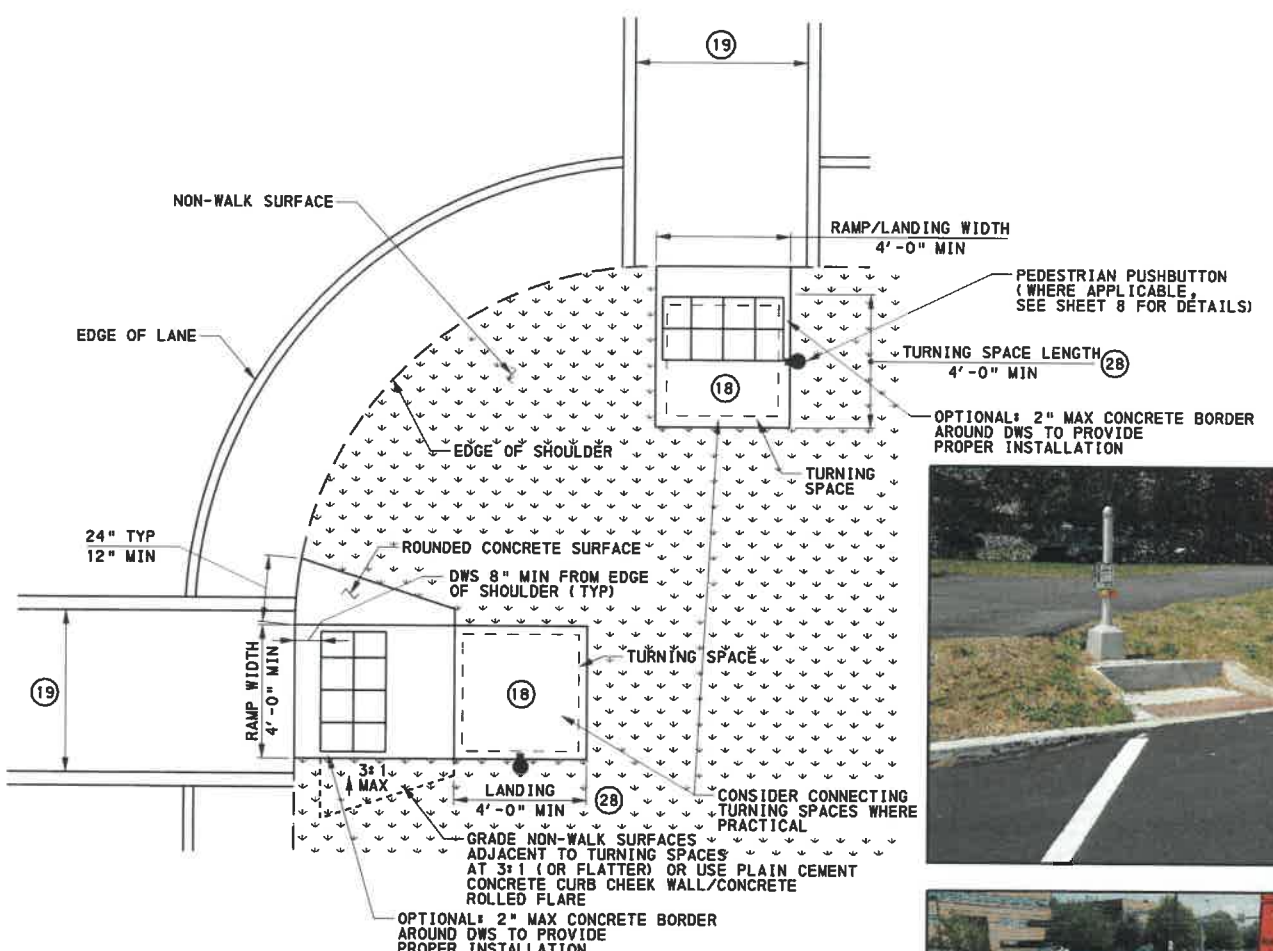 19
NON-WALK SURFACE
RAMP/LANDING WIDTH
4'-0" MIN
PEDESTRIAN PUSHBUTTON
(WHERE APPLICABLE,
SEE SHEET 8 FOR DETAILS)
EDGE OF LANE
TURNING SPACE LENGTH 28
4'-0" MIN
18
OPTIONAL: 2" MAX CONCRETE BORDER
AROUND DWS TO PROVIDE
PROPER INSTALLATION
EDGE OF SHOULDER
TURNING
SPACE
24" TYP
12" MIN
ROUNDED CONCRETE SURFACE
DWS 8" MIN FROM EDGE
OF SHOULDER (TYP)
TURNING SPACE
RAMP WIDTH
4'-0" MIN
19
18
3:1
MAX
LANDING
4'-0" MIN
28
CONSIDER CONNECTING
TURNING SPACES WHERE
PRACTICAL
GRADE NON-WALK SURFACES
ADJACENT TO TURNING SPACES
AT 3:1 (OR FLATTER) OR USE PLAIN CEMENT
CONCRETE CURB CHEEK WALL/CONCRETE
ROLLED FLARE
OPTIONAL: 2" MAX CONCRETE BORDER
AROUND DWS TO PROVIDE
PROPER INSTALLATION